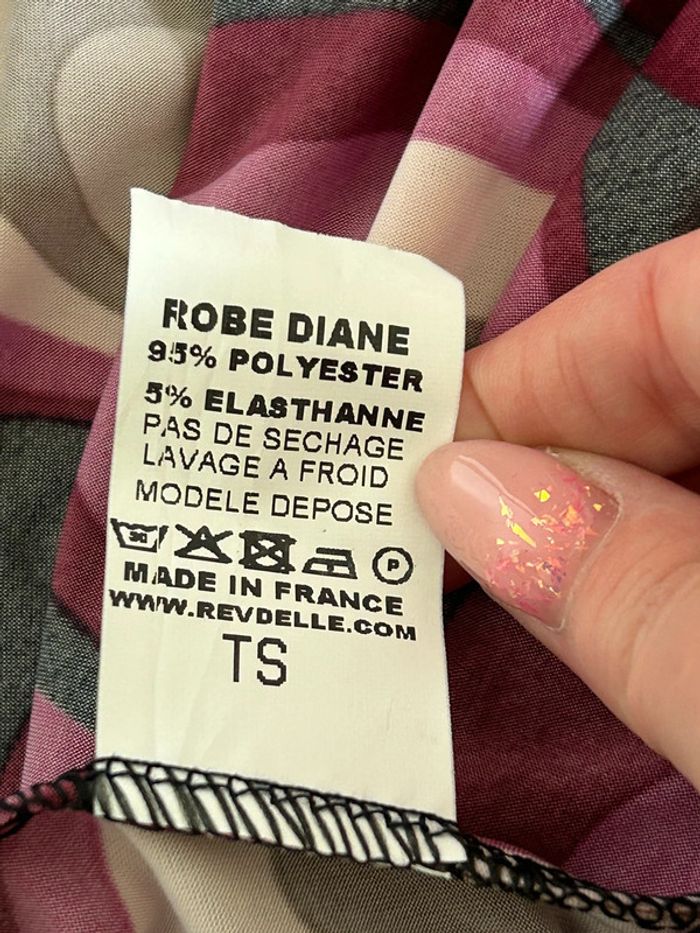 ROBE DIANE
95% POLYESTER
5% ELASTHANNE
PAS DE SECHAGE
LAVAGE A FROID
MODELE DEPOSE
30 P
MADE IN FRANCE
WWW.REVDELLE.COM
TS